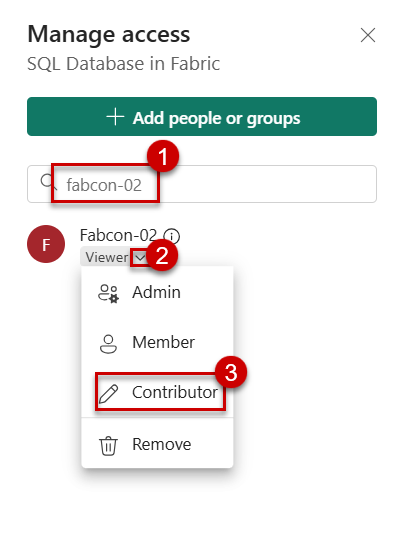 Manage access
SQL Database in Fabric
Add people or groups
1
fabcon-02
F
Fabcon-02
Viewer
2
Admin
Member
3
Contributor
Remove